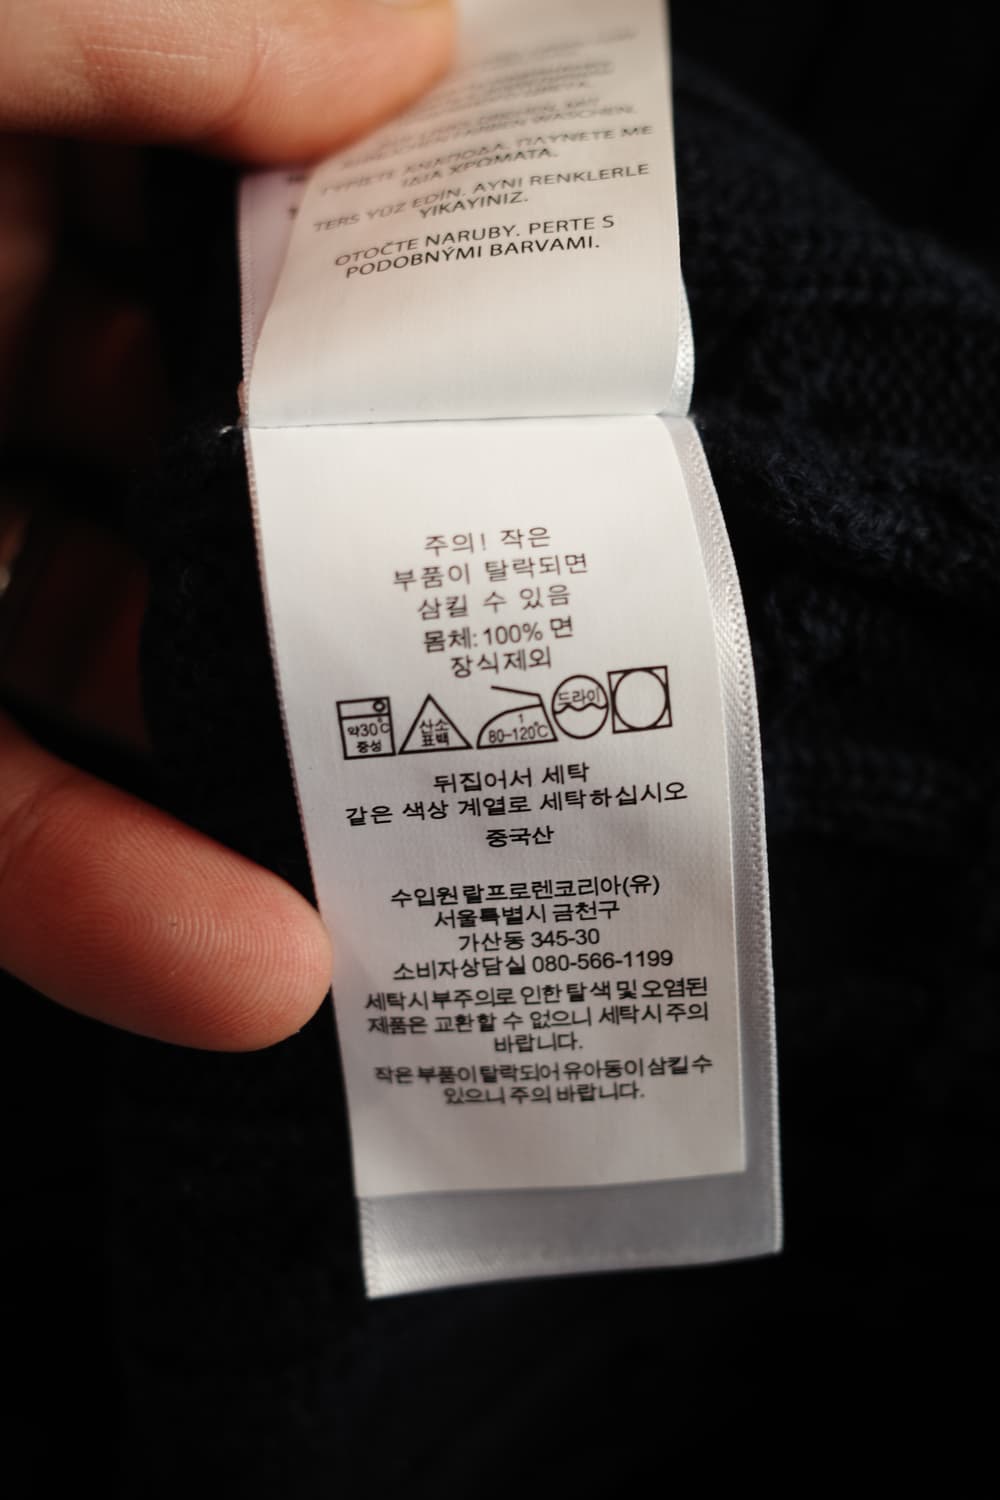 WASCHEN.
ΠΛΥΝΕΤΕ ΜΕ
ΙΔΙΑ ΧΡΩΜΑΤΑ.
TERS YÜZ EDİN. AYNI RENKLERLE
YIKAYINIZ.
OTOČTE NARUBY. PERTE S
PODOBNÝMI BARVAMI.
주의! 작은
부품이 탈락되면
삼킬 수 있음
몸체: 100% 면
장식제외
약30℃
중성
산소
표백
1
80-120℃
드라이
뒤집어서 세탁
같은 색상 계열로 세탁하십시오
중국산
수입원랄프로렌코리아(유)
서울특별시 금천구
가산동 345-30
소비자상담실 080-566-1199
세탁시부주의로 인한 탈색및오염된
제품은 교환할 수 없으니 세탁시주의
바랍니다.
작은부품이탈락되어유아동이삼킬수
있으니주의바랍니다.